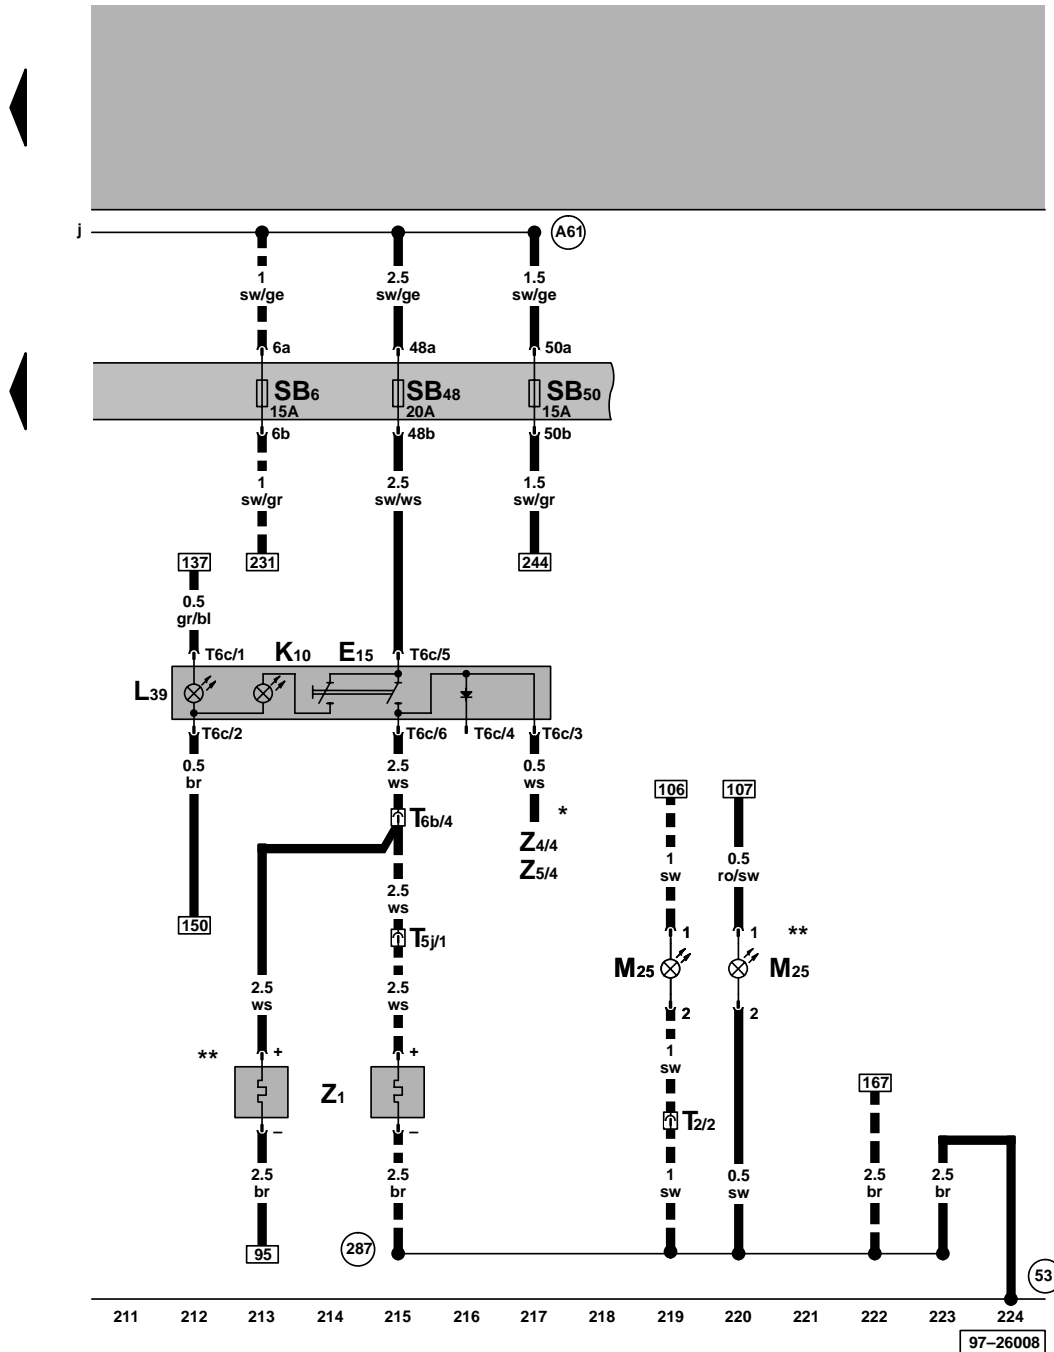 j
A61
1
sw/ge
2.5
sw/ge
1.5
sw/ge
6a
48a
50a
SB6
15A
SB48
20A
SB50
15A
6b
48b
50b
1
sw/gr
2.5
sw/ws
1.5
sw/gr
137
231
244
0.5
gr/bl
T6c/1
K10
E15
T6c/5
L39
T6c/2
T6c/6
T6c/4
T6c/3
0.5
br
2.5
ws
0.5
ws
*
T6b/4
Z4/4
Z5/4
106
107
1
sw
0.5
ro/sw
2.5
ws
150
T5j/1
1
1
**
M25
M25
2.5
ws
2.5
ws
2
2
**
+
+
1
sw
Z1
167
T2/2
–
–
2.5
br
2.5
br
1
sw
0.5
sw
2.5
br
2.5
br
95
287
53
211 212 213 214 215 216 217 218 219 220 221 222 223 224
97–26008